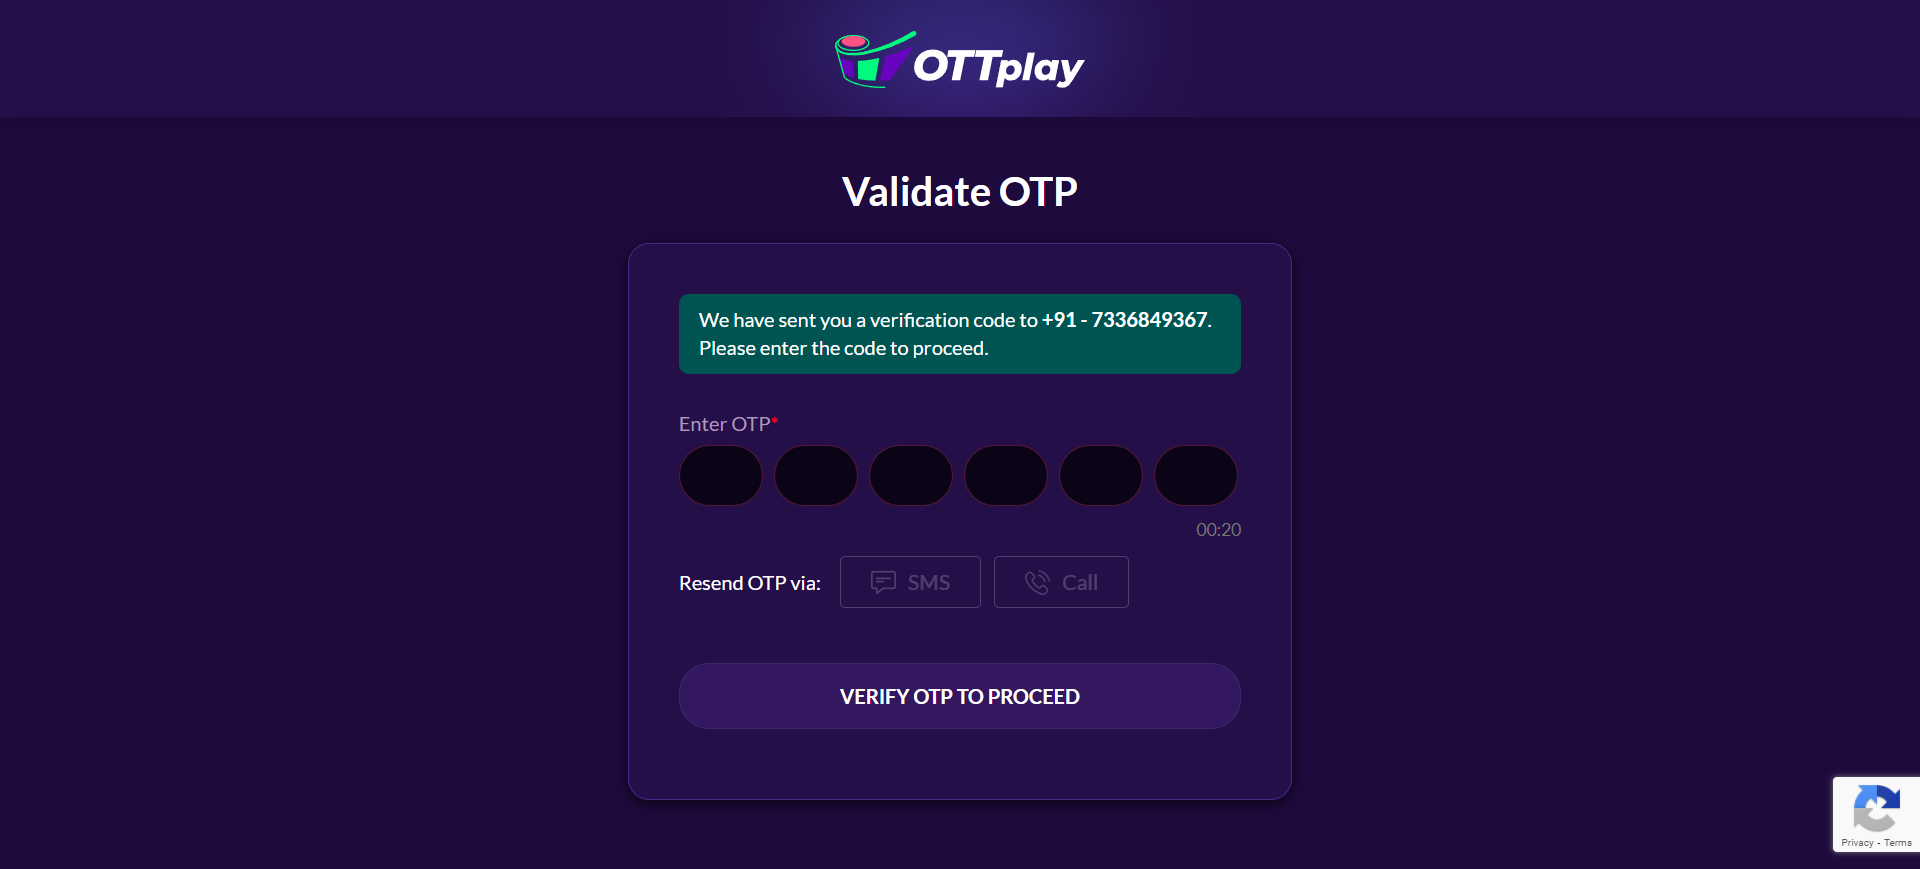 OTTplay
Validate OTP
We have sent you a verification code to +91 - 7336849367.
Please enter the code to proceed.
Enter OTP*
00:20
Resend OTP via:
SMS
Call
VERIFY OTP TO PROCEED
Privacy - Terms